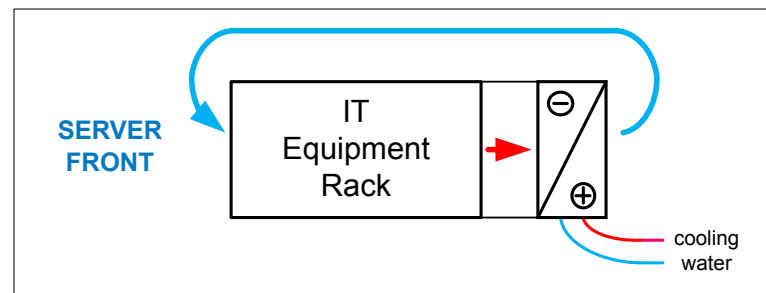 SERVER
FRONT
IT
Equipment
Rack
cooling
water